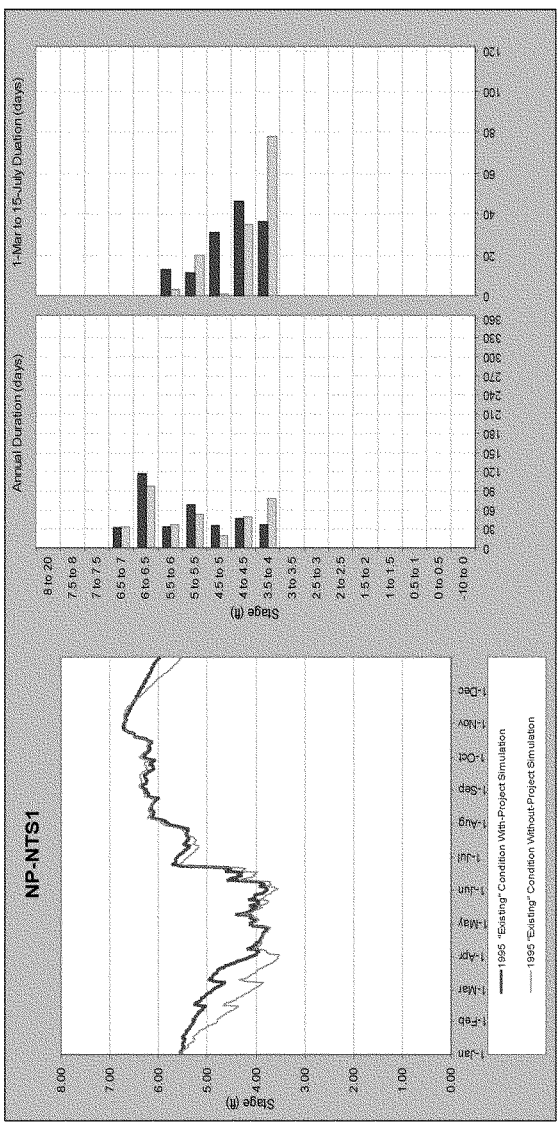 NP-NTS1
8.00
7.00
6.00
5.00
4.00
3.00
2.00
1.00
0.00
Stage (ft)
1-Jan
1-Feb
1-Mar
1-Apr
1-May
1-Jun
1-Jul
1-Aug
1-Sep
1-Oct
1-Nov
1-Dec
1995 "Existing" Condition With-Project Simulation
1995 "Existing" Condition Without-Project Simulation
Annual Duration (days)
Stage (ft)
8 to 20
7.5 to 8
7 to 7.5
6.5 to 7
6 to 6.5
5.5 to 6
5 to 5.5
4.5 to 5
4 to 4.5
3.5 to 4
3 to 3.5
2.5 to 3
2 to 2.5
1.5 to 2
1 to 1.5
0.5 to 1
0 to 0.5
-10 to 0
0
30
60
90
120
150
180
210
240
270
300
330
360
1-Mar to 15-July Duation (days)
0
20
40
60
80
100
120